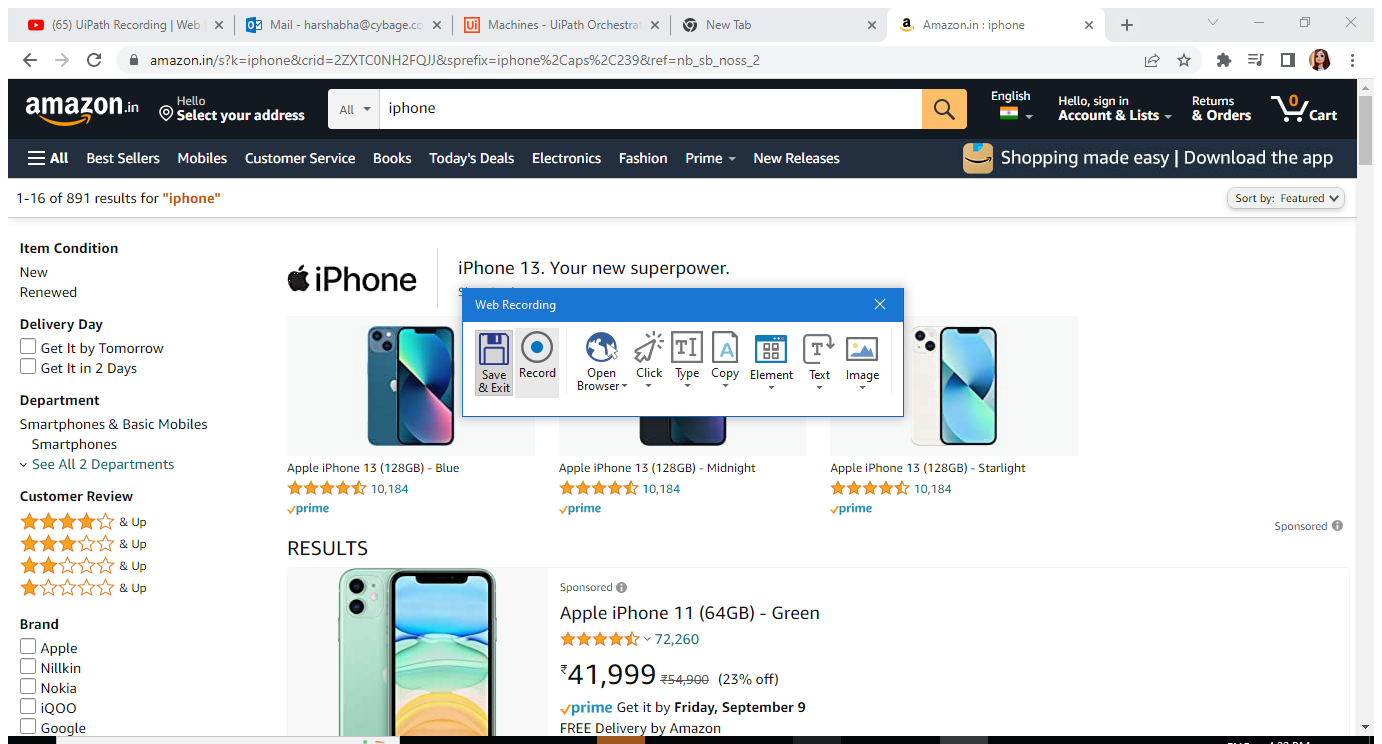 (65) UiPath Recording | Web
Mail - harshabha@cybage.co
Machines - UiPath Orchestrat
New Tab
Amazon.in : iphone
amazon.in/s?k=iphone&crid=2ZXTC0NH2FQJJ&sprefix=iphone%2Caps%2C239&ref=nb_sb_noss_2
amazon.in
Hello
Select your address
All
iphone
English
Hello, sign in
Account & Lists
Returns
& Orders
0
Cart
All Best Sellers Mobiles Customer Service Books Today's Deals Electronics Fashion Prime New Releases
Shopping made easy | Download the app
1-16 of 891 results for "iphone"
Sort by: Featured
Item Condition
New
Renewed
Delivery Day
Get It by Tomorrow
Get It in 2 Days
Department
Smartphones & Basic Mobiles
Smartphones
See All 2 Departments
Customer Review
& Up
& Up
& Up
& Up
Brand
Apple
Nillkin
Nokia
iQOO
Google
iPhone
iPhone 13. Your new superpower.
Web Recording
Save
& Exit
Record
Open
Browser
Click
Type
Copy
Element
Text
Image
Apple iPhone 13 (128GB) - Blue
10,184
prime
Apple iPhone 13 (128GB) - Midnight
10,184
prime
Apple iPhone 13 (128GB) - Starlight
10,184
prime
Sponsored
RESULTS
Sponsored
Apple iPhone 11 (64GB) - Green
72,260
₹41,999 ₹54,900 (23% off)
prime Get it by Friday, September 9
FREE Delivery by Amazon